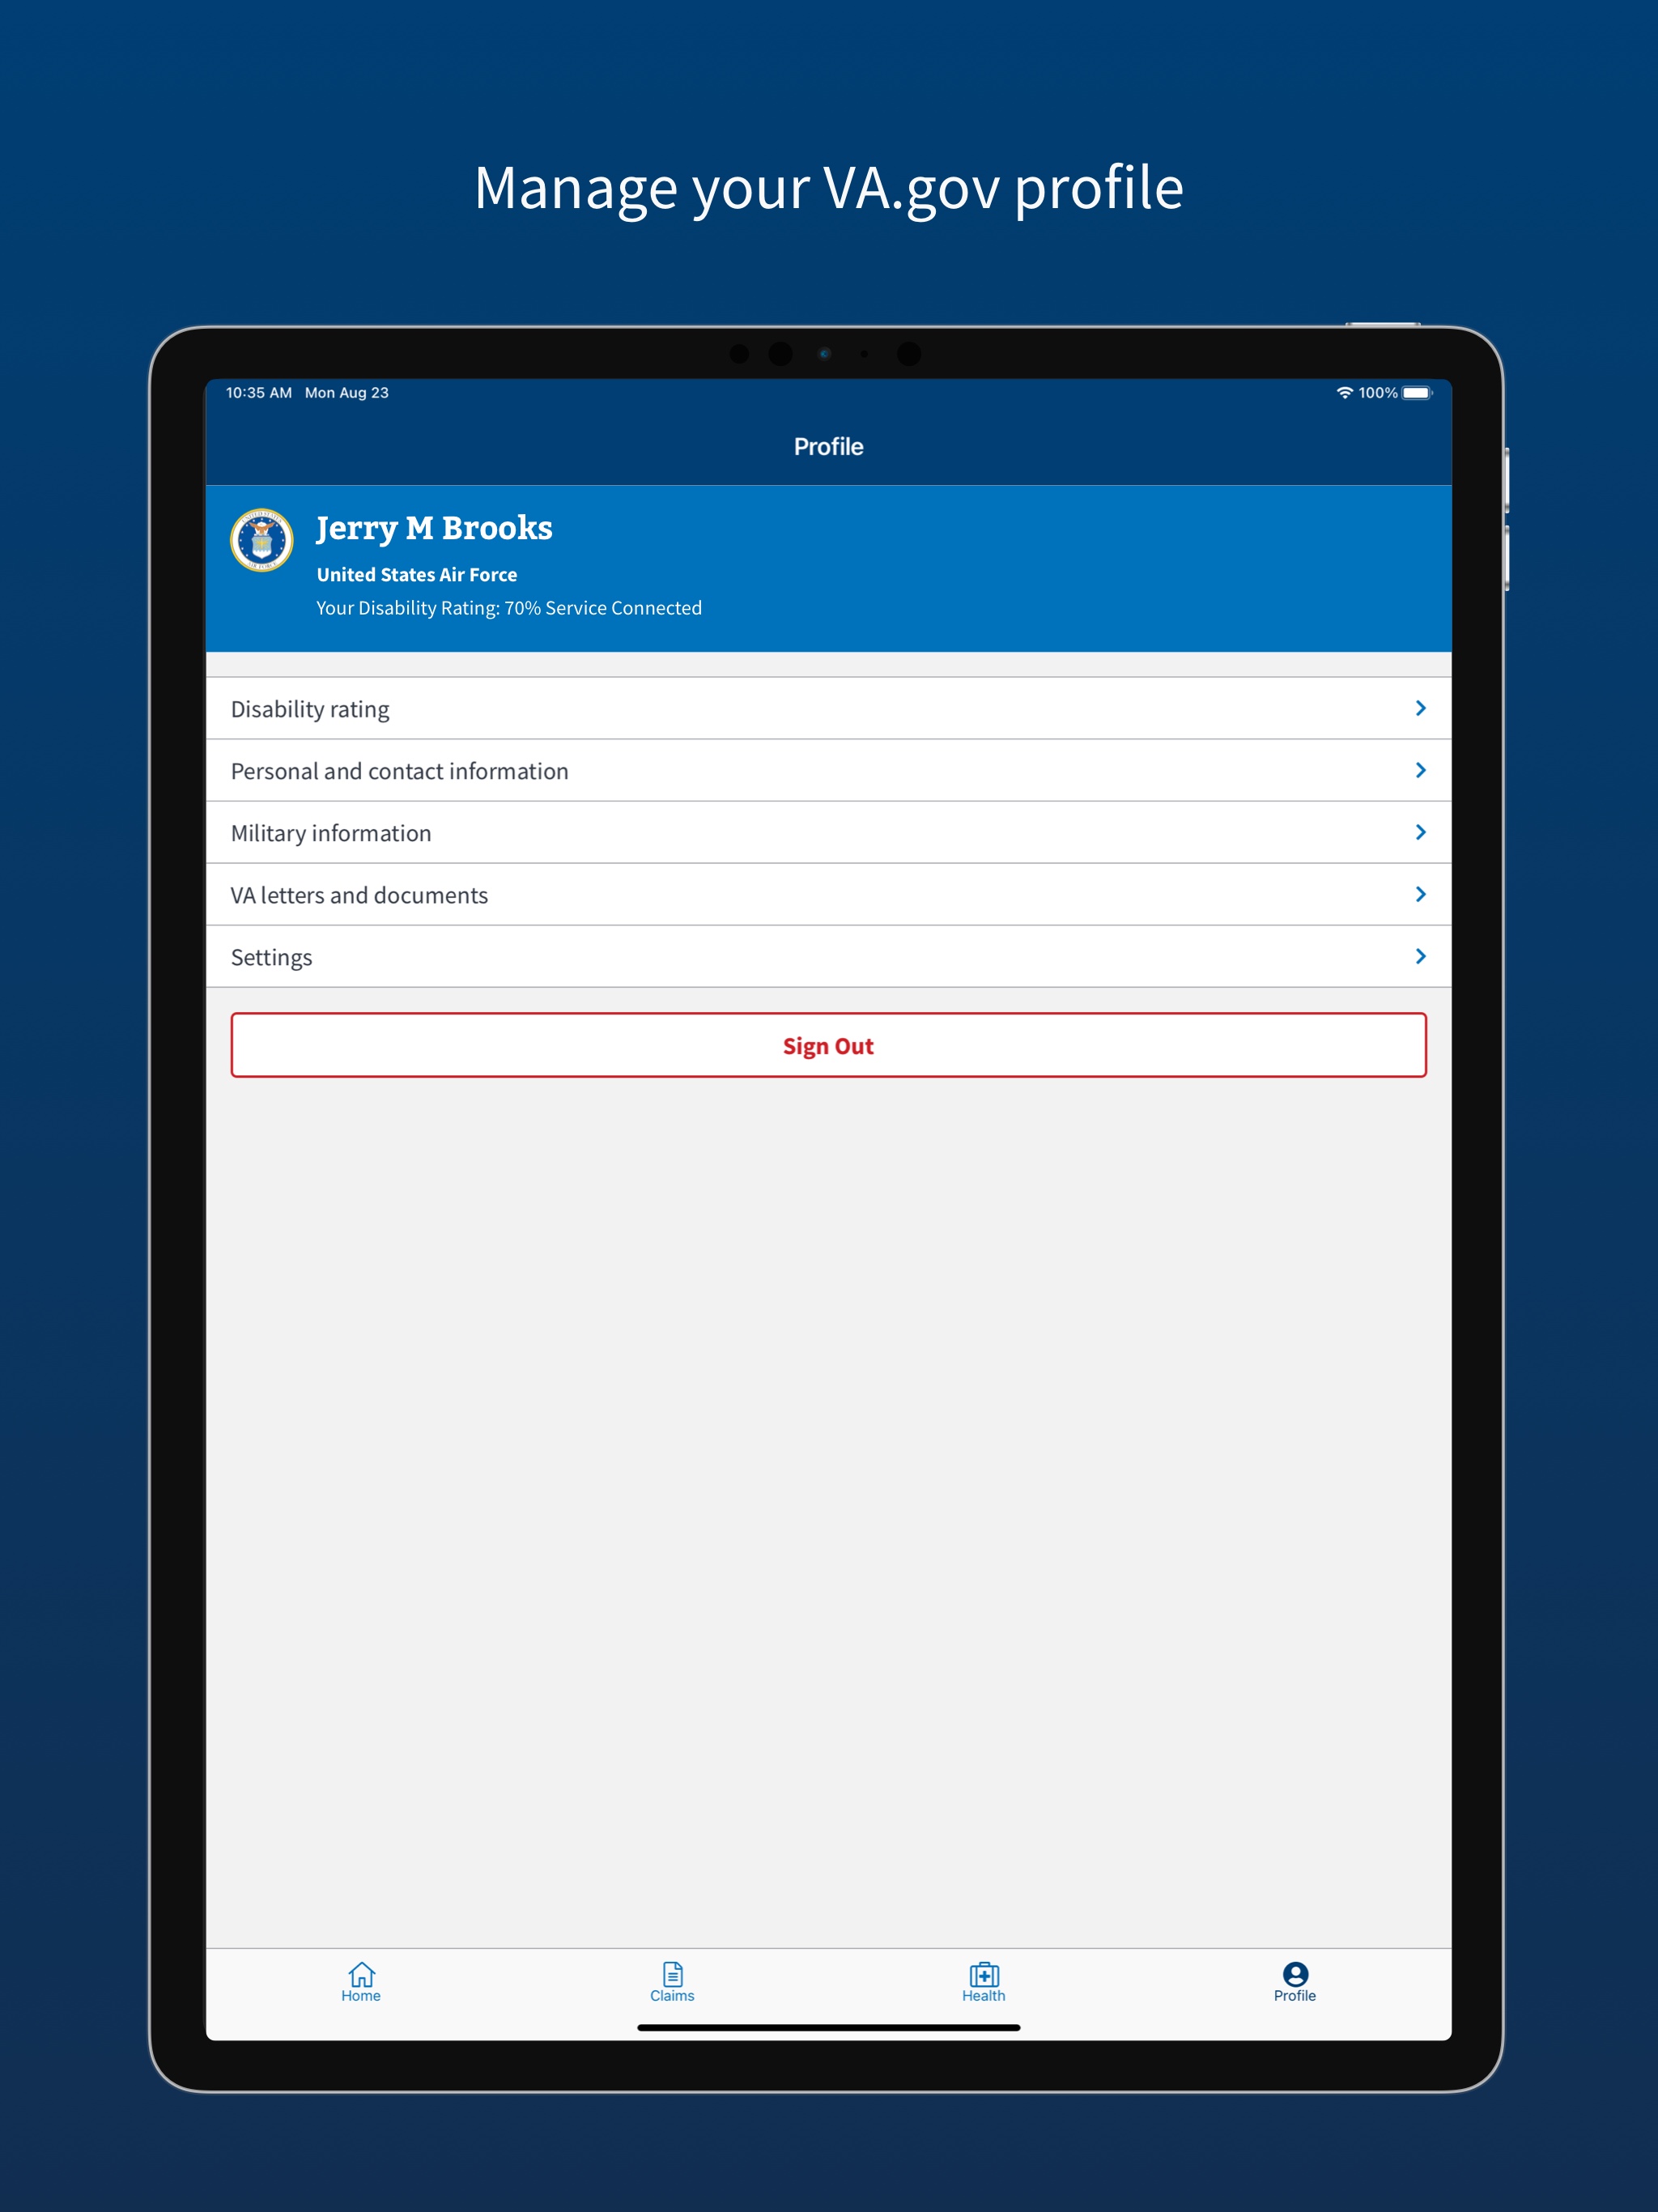 Manage your VA.gov profile
10:35 AM Mon Aug 23
100%
Profile
Jerry M Brooks
United States Air Force
Your Disability Rating: 70% Service Connected
Disability rating
Personal and contact information
Military information
VA letters and documents
Settings
Sign Out
Home
Claims
Health
Profile